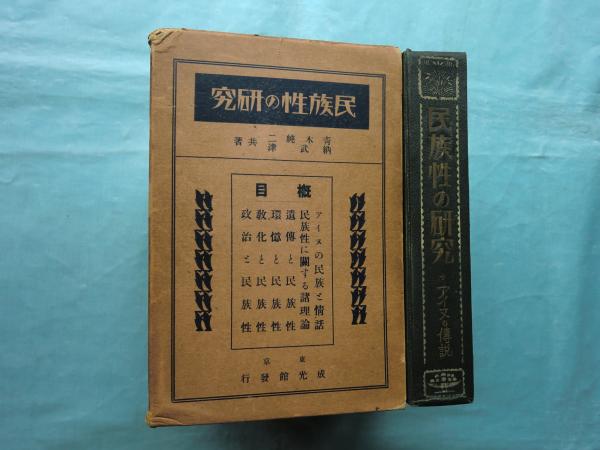 民族性の研究
青木純二
納武津
共著
概目
アイヌの民族と情話
民族性に關する諸理論
遺傳と民族性
環億と民族性
教化と民族性
政治と民族性
東京
成光館發行
民族性の研究
アイヌの傳説